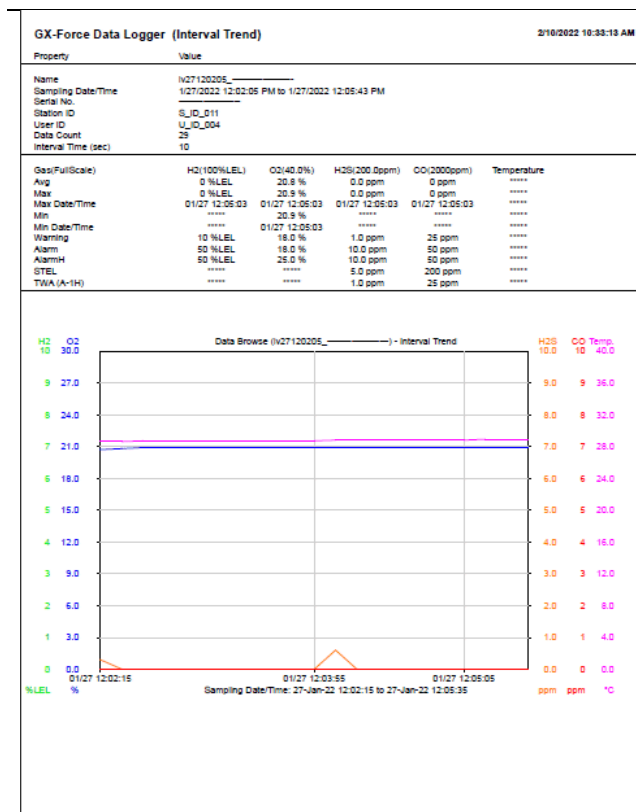 GX-Force Data Logger (Interval Trend) 2/10/2022 10:33:13 AM
Property Value
Name lv27120205_
Sampling Date/Time 1/27/2022 12:02:05 PM to 1/27/2022 12:05:43 PM
Serial No.
Station ID S_ID_011
User ID U_ID_004
Data Count 29
Interval Time (sec) 10
Gas(FullScale) H2(100%LEL) O2(40.0%) H2S(200.0ppm) CO(2000ppm) Temperature
Avg 0 %LEL 20.8 % 0.0 ppm 0 ppm *****
Max 0 %LEL 20.9 % 0.0 ppm 0 ppm *****
Max Date/Time 01/27 12:05:03 01/27 12:05:03 01/27 12:05:03 01/27 12:05:03 *****
Min ***** 20.9 % ***** ***** *****
Min Date/Time ***** 01/27 12:05:03 ***** ***** *****
Warning 10 %LEL 18.0 % 1.0 ppm 25 ppm *****
Alarm 50 %LEL 18.0 % 10.0 ppm 50 ppm *****
AlarmH 50 %LEL 25.0 % 10.0 ppm 50 ppm *****
STEL ***** ***** 5.0 ppm 200 ppm *****
TWA (A-1H) ***** ***** 1.0 ppm 25 ppm *****
H2 O2 Data Browse (lv27120205_ ) - Interval Trend H2S CO Temp.
10 30.0 10.0 10 40.0
9 27.0 9.0 9 36.0
8 24.0 8.0 8 32.0
7 21.0 7.0 7 28.0
6 18.0 6.0 6 24.0
5 15.0 5.0 5 20.0
4 12.0 4.0 4 16.0
3 9.0 3.0 3 12.0
2 6.0 2.0 2 8.0
1 3.0 1.0 1 4.0
0 0.0 0.0 0 0.0
01/27 12:02:15 01/27 12:03:55 01/27 12:05:05
%LEL % Sampling Date/Time: 27-Jan-22 12:02:15 to 27-Jan-22 12:05:35 ppm ppm °C